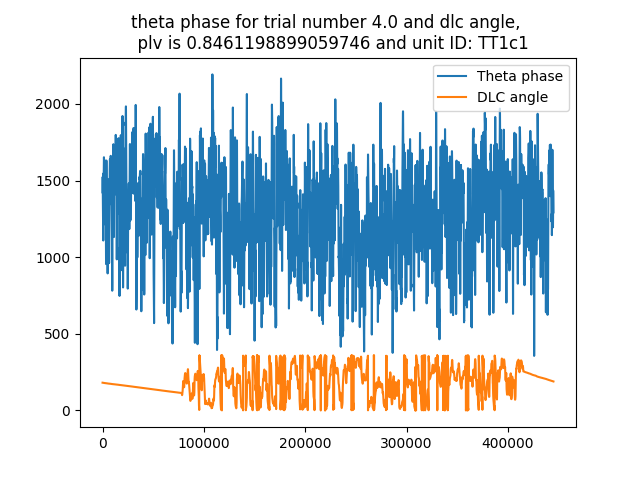 theta phase for trial number 4.0 and dlc angle,
plv is 0.8461198899059746 and unit ID: TT1c1
Theta phase
DLC angle
2000
1500
1000
500
0
0 100000 200000 300000 400000